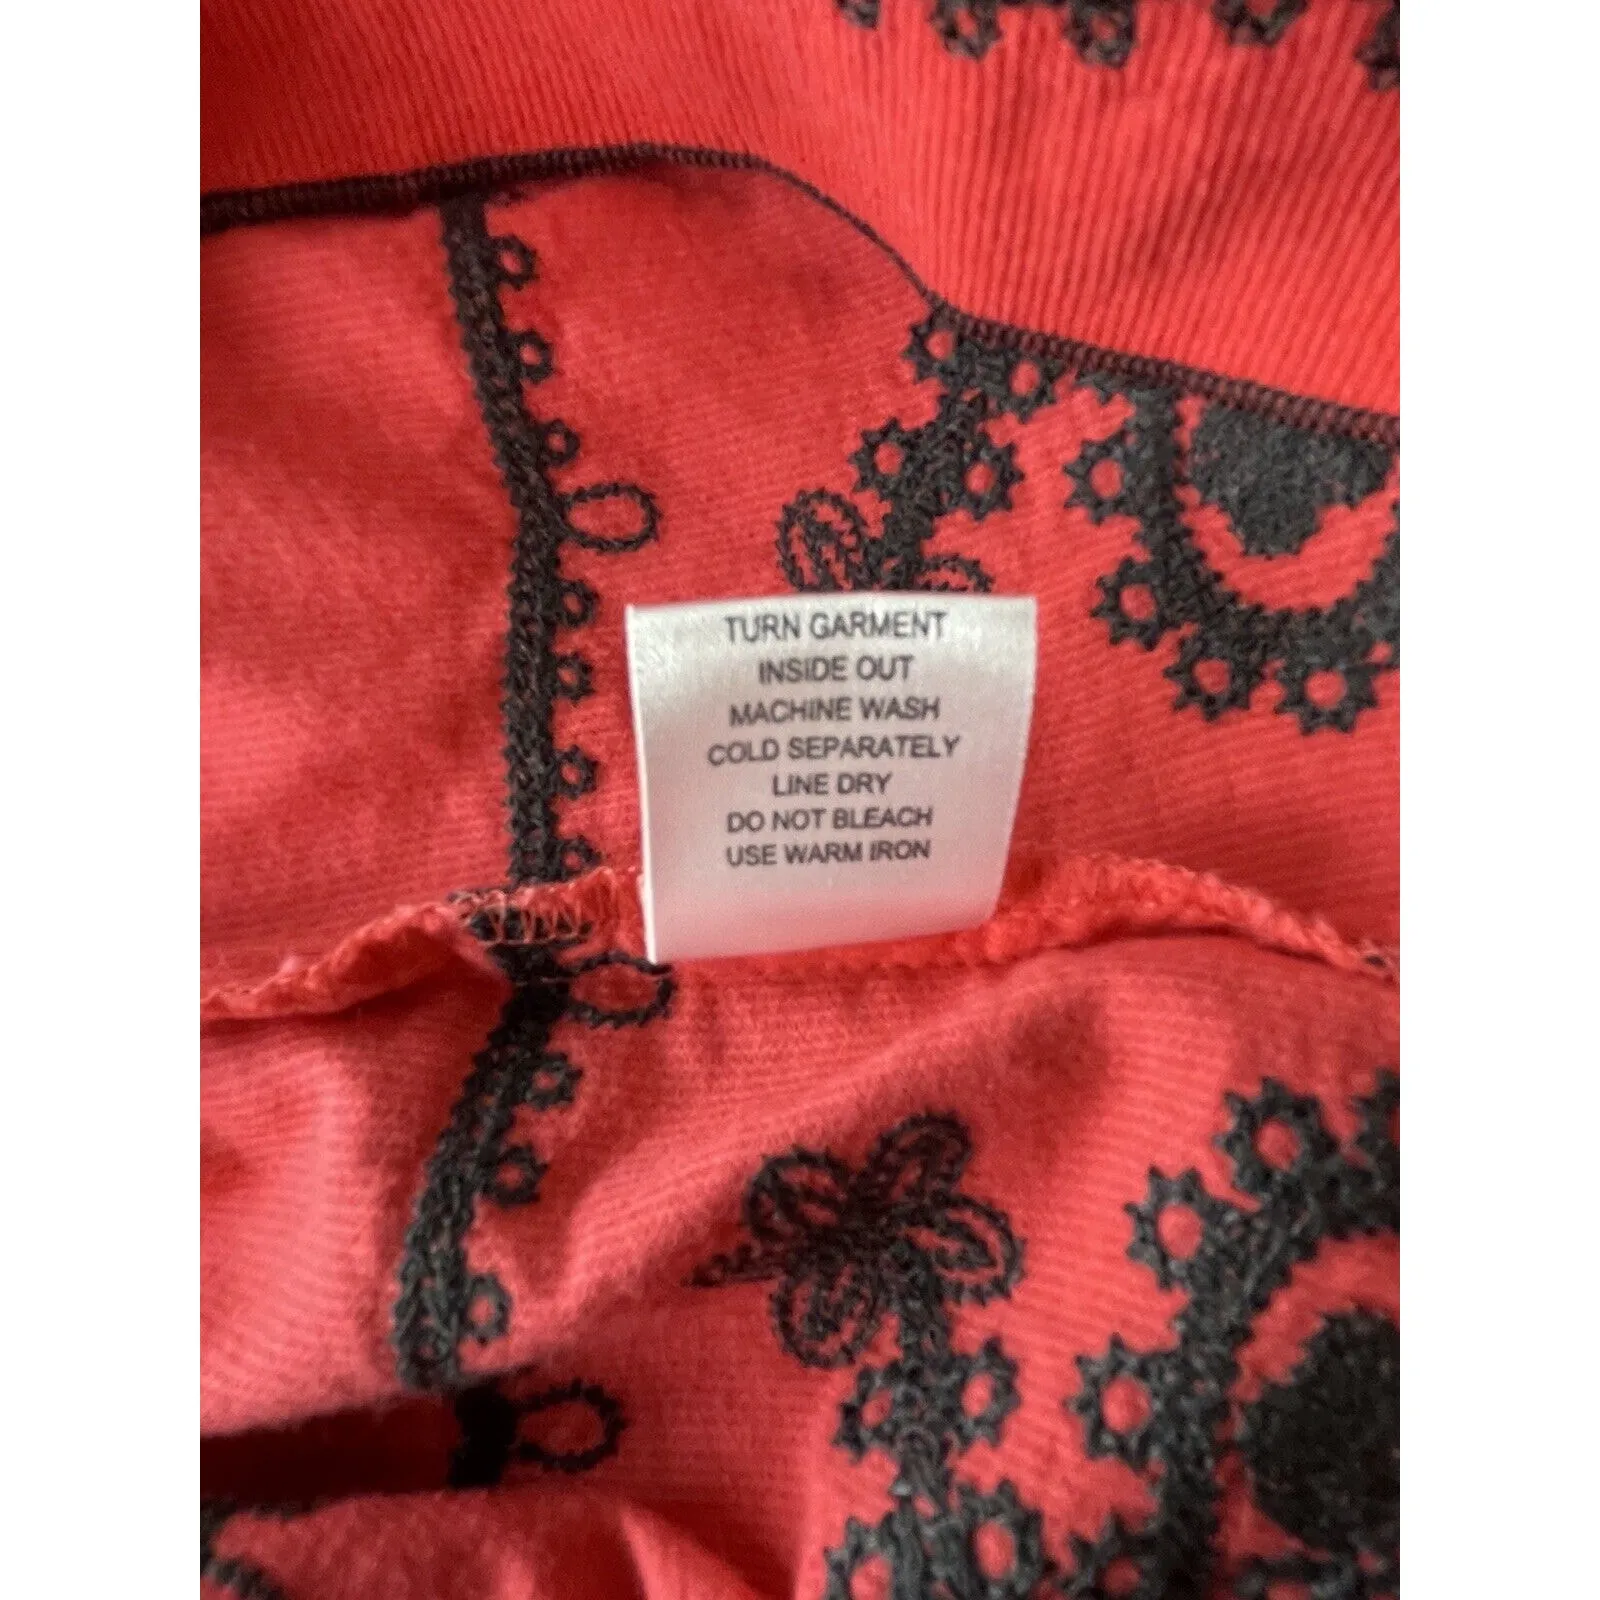 TURN GARMENT
INSIDE OUT
MACHINE WASH
COLD SEPARATELY
LINE DRY
DO NOT BLEACH
USE WARM IRON